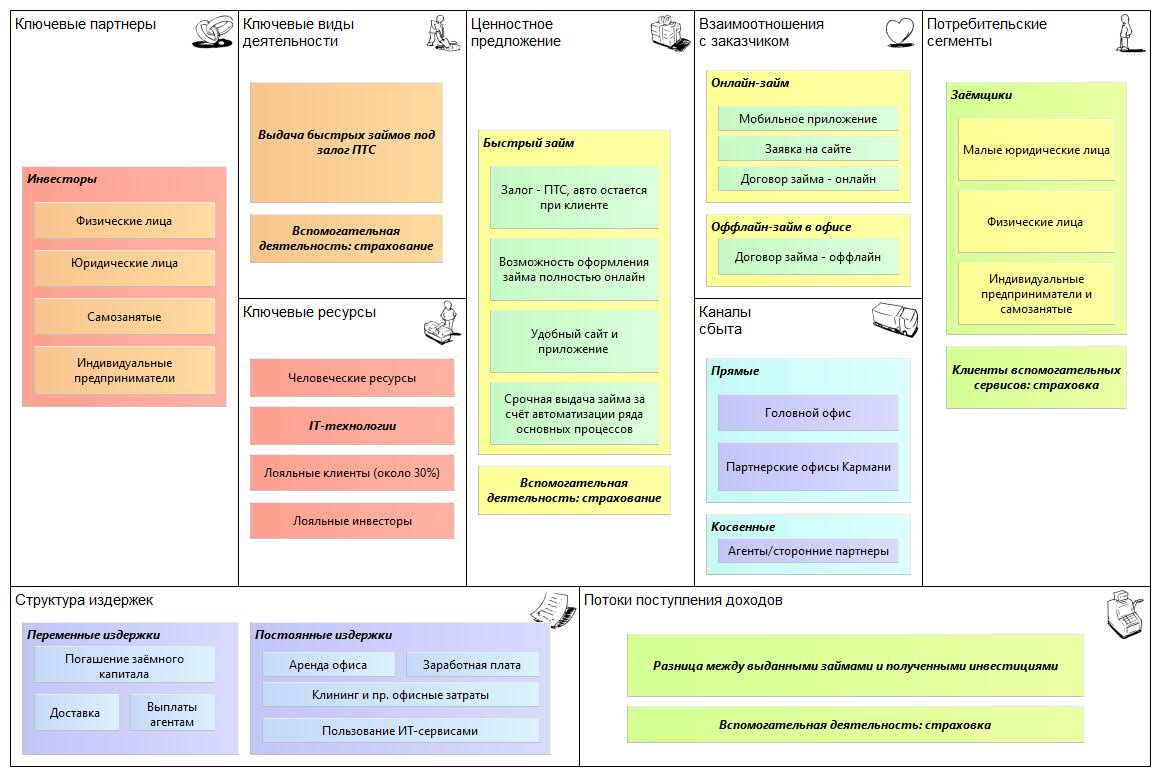 Ключевые партнеры
Инвесторы
Физические лица
Юридические лица
Самозанятые
Индивидуальные
предприниматели
Ключевые виды
деятельности
Выдача быстрых займов под
залог ПТС
Вспомогательная
деятельность: страхование
Ключевые ресурсы
Человеческие ресурсы
IT-технологии
Лояльные клиенты (около 30%)
Лояльные инвесторы
Ценностное
предложение
Быстрый займ
Залог - ПТС, авто остается
при клиенте
Возможность оформления
займа полностью онлайн
Удобный сайт и
приложение
Срочная выдача займа за
счёт автоматизации ряда
основных процессов
Вспомогательная
деятельность: страхование
Взаимоотношения
с заказчиком
Онлайн-займ
Мобильное приложение
Заявка на сайте
Договор займа - онлайн
Оффлайн-займ в офисе
Договор займа - оффлайн
Каналы
сбыта
Прямые
Головной офис
Партнерские офисы Кармани
Косвенные
Агенты/сторонние партнеры
Потребительские
сегменты
Заёмщики
Малые юридические лица
Физические лица
Индивидуальные
предприниматели и
самозанятые
Клиенты вспомогательных
сервисов: страховка
Структура издержек
Переменные издержки
Погашение заёмного
капитала
Доставка
Выплаты
агентам
Постоянные издержки
Аренда офиса
Заработная плата
Клининг и пр. офисные затраты
Пользование ИТ-сервисами
Потоки поступления доходов
Разница между выданными займами и полученными инвестициями
Вспомогательная деятельность: страховка